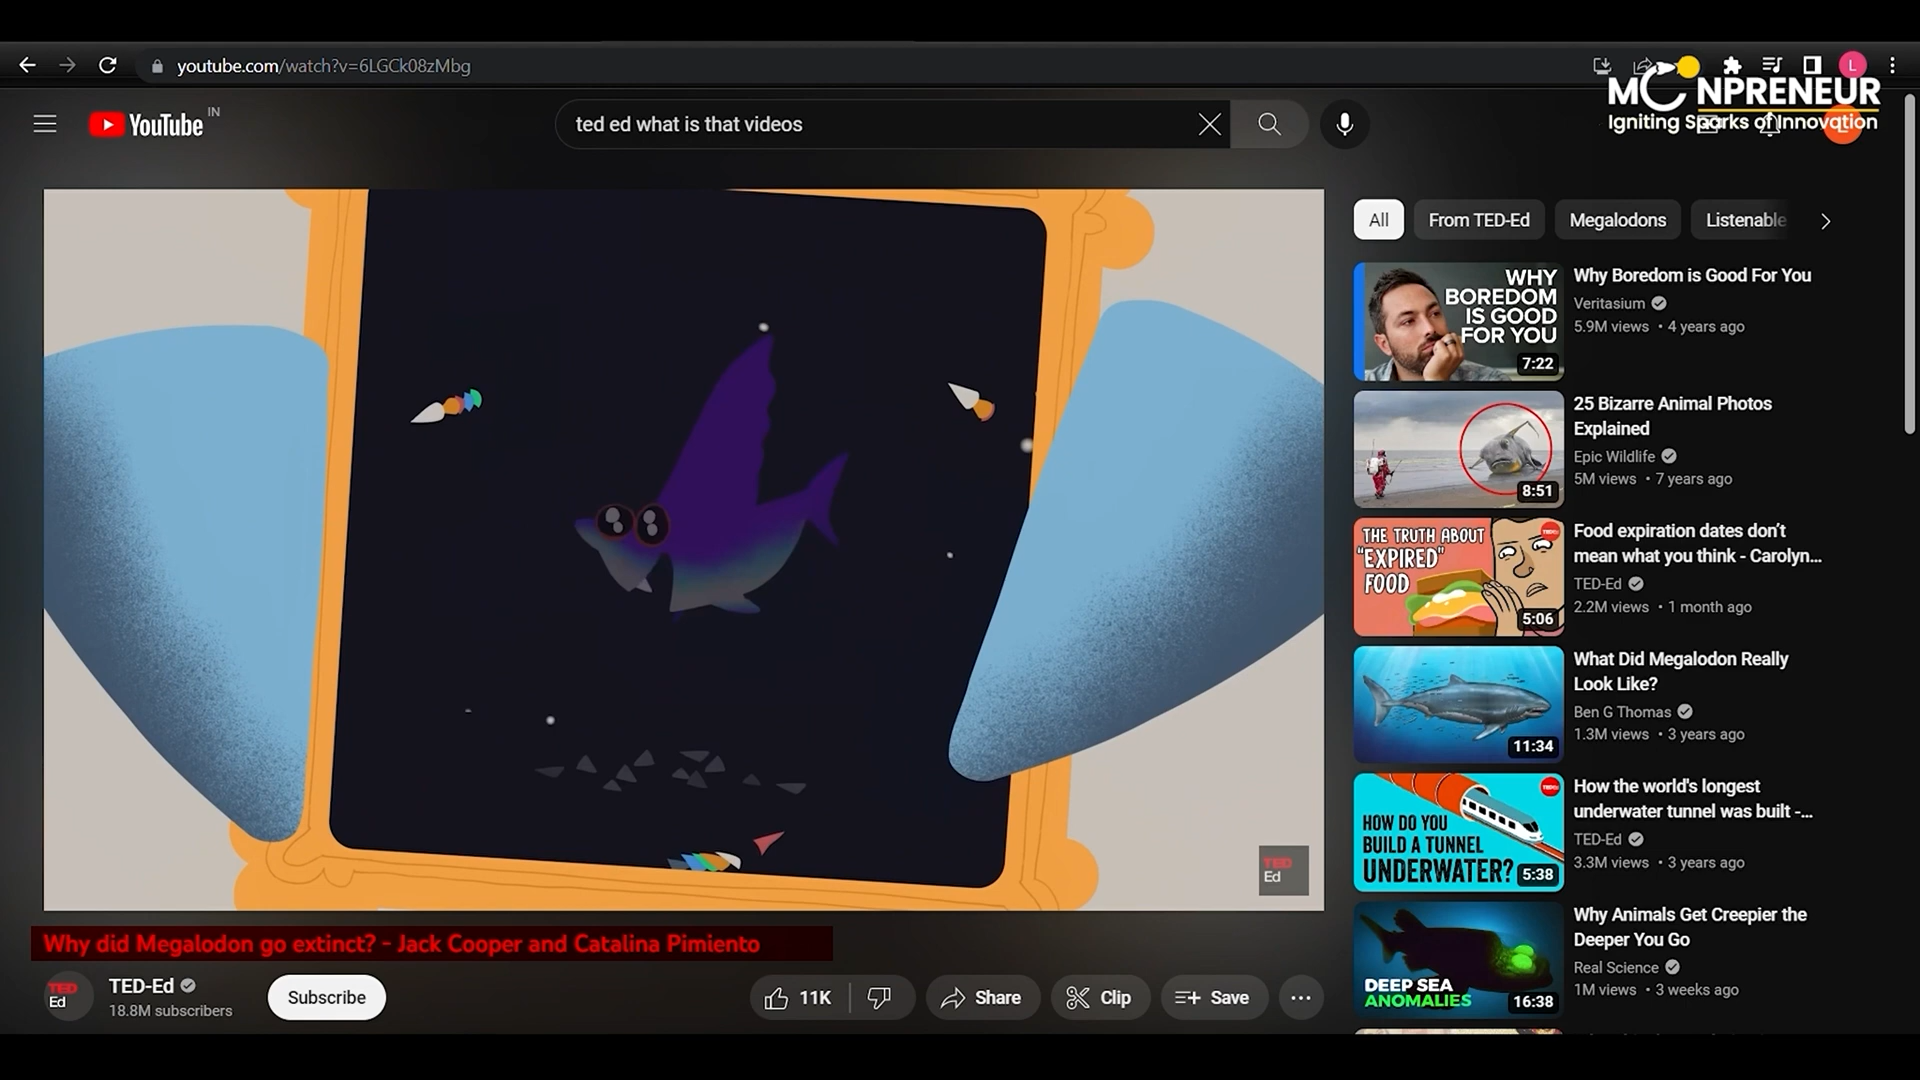 youtube.com/watch?v=6LGCk08zMbg
MOONPRENEUR
Igniting Sparks of Innovation
YouTube IN
ted ed what is that videos
All
From TED-Ed
Megalodons
Listenable
WHY
BOREDOM
IS GOOD
FOR YOU
7:22
Why Boredom is Good For You
Veritasium
5.9M views • 4 years ago
8:51
25 Bizarre Animal Photos
Explained
Epic Wildlife
5M views • 7 years ago
THE TRUTH ABOUT
"EXPIRED"
FOOD
5:06
Food expiration dates don't
mean what you think - Carolyn...
TED-Ed
2.2M views • 1 month ago
11:34
What Did Megalodon Really
Look Like?
Ben G Thomas
1.3M views • 3 years ago
HOW DO YOU
BUILD A TUNNEL
UNDERWATER?
5:38
How the world's longest
underwater tunnel was built -...
TED-Ed
3.3M views • 3 years ago
DEEP SEA
ANOMALIES
16:38
Why Animals Get Creepier the
Deeper You Go
Real Science
1M views • 3 weeks ago
TED
Ed
Why did Megalodon go extinct? - Jack Cooper and Catalina Pimiento
TED
Ed
TED-Ed
18.8M subscribers
Subscribe
11K
Share
Clip
Save